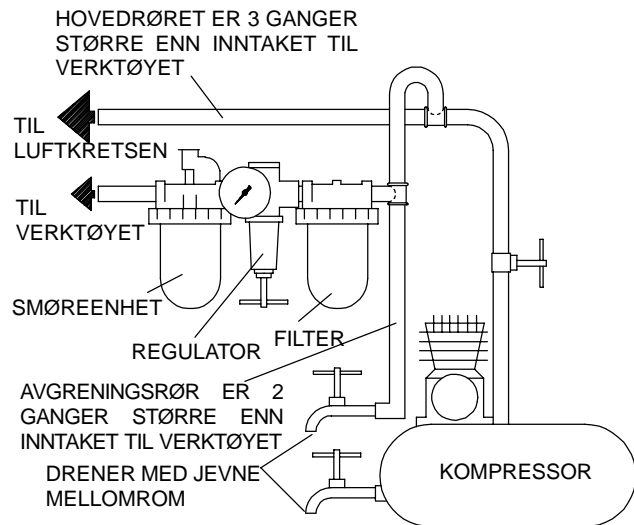 HOVEDRØRET ER 3 GANGER
STØRRE ENN INNTAKET TIL
VERKTØYET
TIL
LUFTKRETSEN
TIL
VERKTØYET
SMØREENHET
REGULATOR
FILTER
AVGRENINGSRØR ER 2
GANGER STØRRE ENN
INNTAKET TIL VERKTØYET
DRENER MED JEVNE
MELLOMROM
KOMPRESSOR